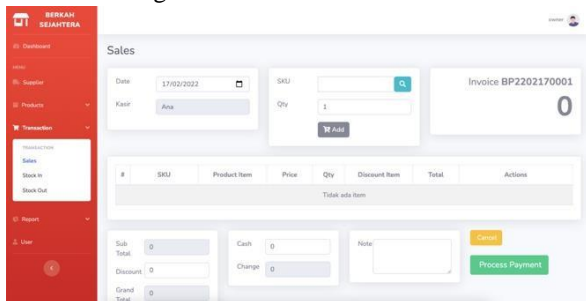 BERKAH
SEJAHTERA
Dashboard
MENU
Supplier
Products
Transaction
TRANSACTION
Sales
Stock In
Stock Out
Report
User
Sales
Date 17/02/2022
Kasir Ana
SKU
Qty 1
Add
Invoice BP2202170001
0
# SKU Product Item Price Qty Discount Item Total Actions
Tidak ada item
Sub
Total 0
Discount 0
Grand
Total 0
Cash 0
Change 0
Note
Cancel
Process Payment